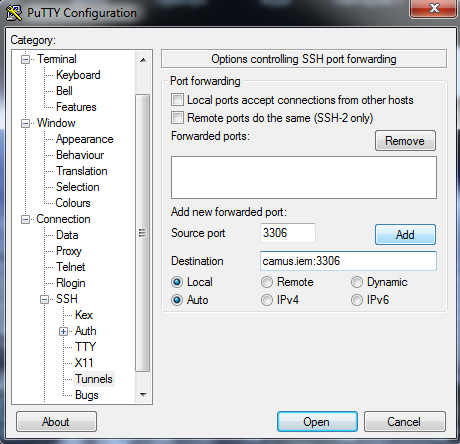 PuTTY Configuration
Category:
Terminal
Keyboard
Bell
Features
Window
Appearance
Behaviour
Translation
Selection
Colours
Connection
Data
Proxy
Telnet
Rlogin
SSH
Kex
Auth
TTY
X11
Tunnels
Bugs
Options controlling SSH port forwarding
Port forwarding
Local ports accept connections from other hosts
Remote ports do the same (SSH-2 only)
Forwarded ports:
Remove
Add new forwarded port:
Source port 3306 Add
Destination camus.iem:3306
Local Remote Dynamic
Auto IPv4 IPv6
About Open Cancel